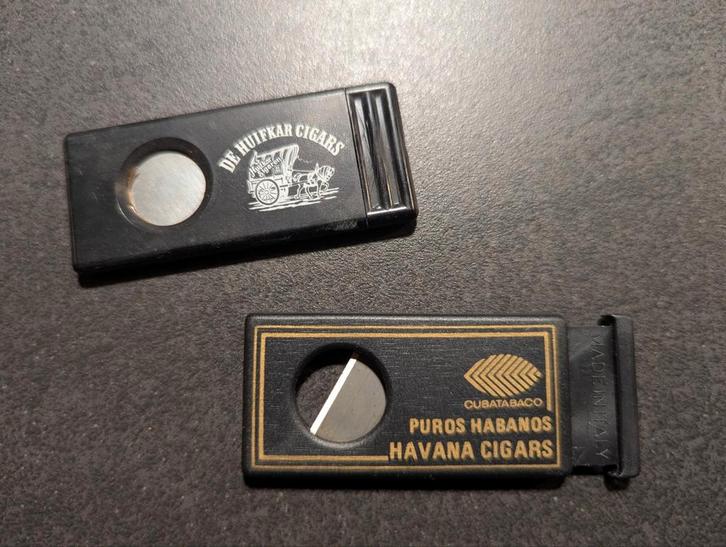 DE HUIFKAR CIGARS
CUBATABACO
PUROS HABANOS
HAVANA CIGARS
MADE IN ITALY